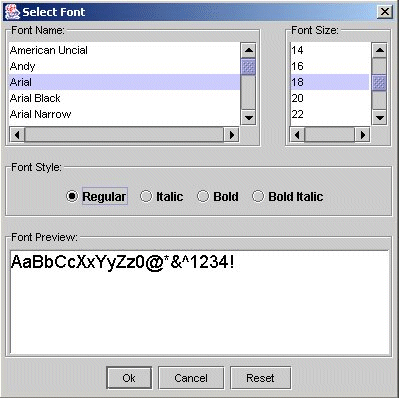 Select Font
Font Name:
American Uncial
Andy
Arial
Arial Black
Arial Narrow
Font Size:
14
16
18
20
22
Font Style:
Regular Italic Bold Bold Italic
Font Preview:
AaBbCcXxYyZz0@*&^1234!
Ok Cancel Reset